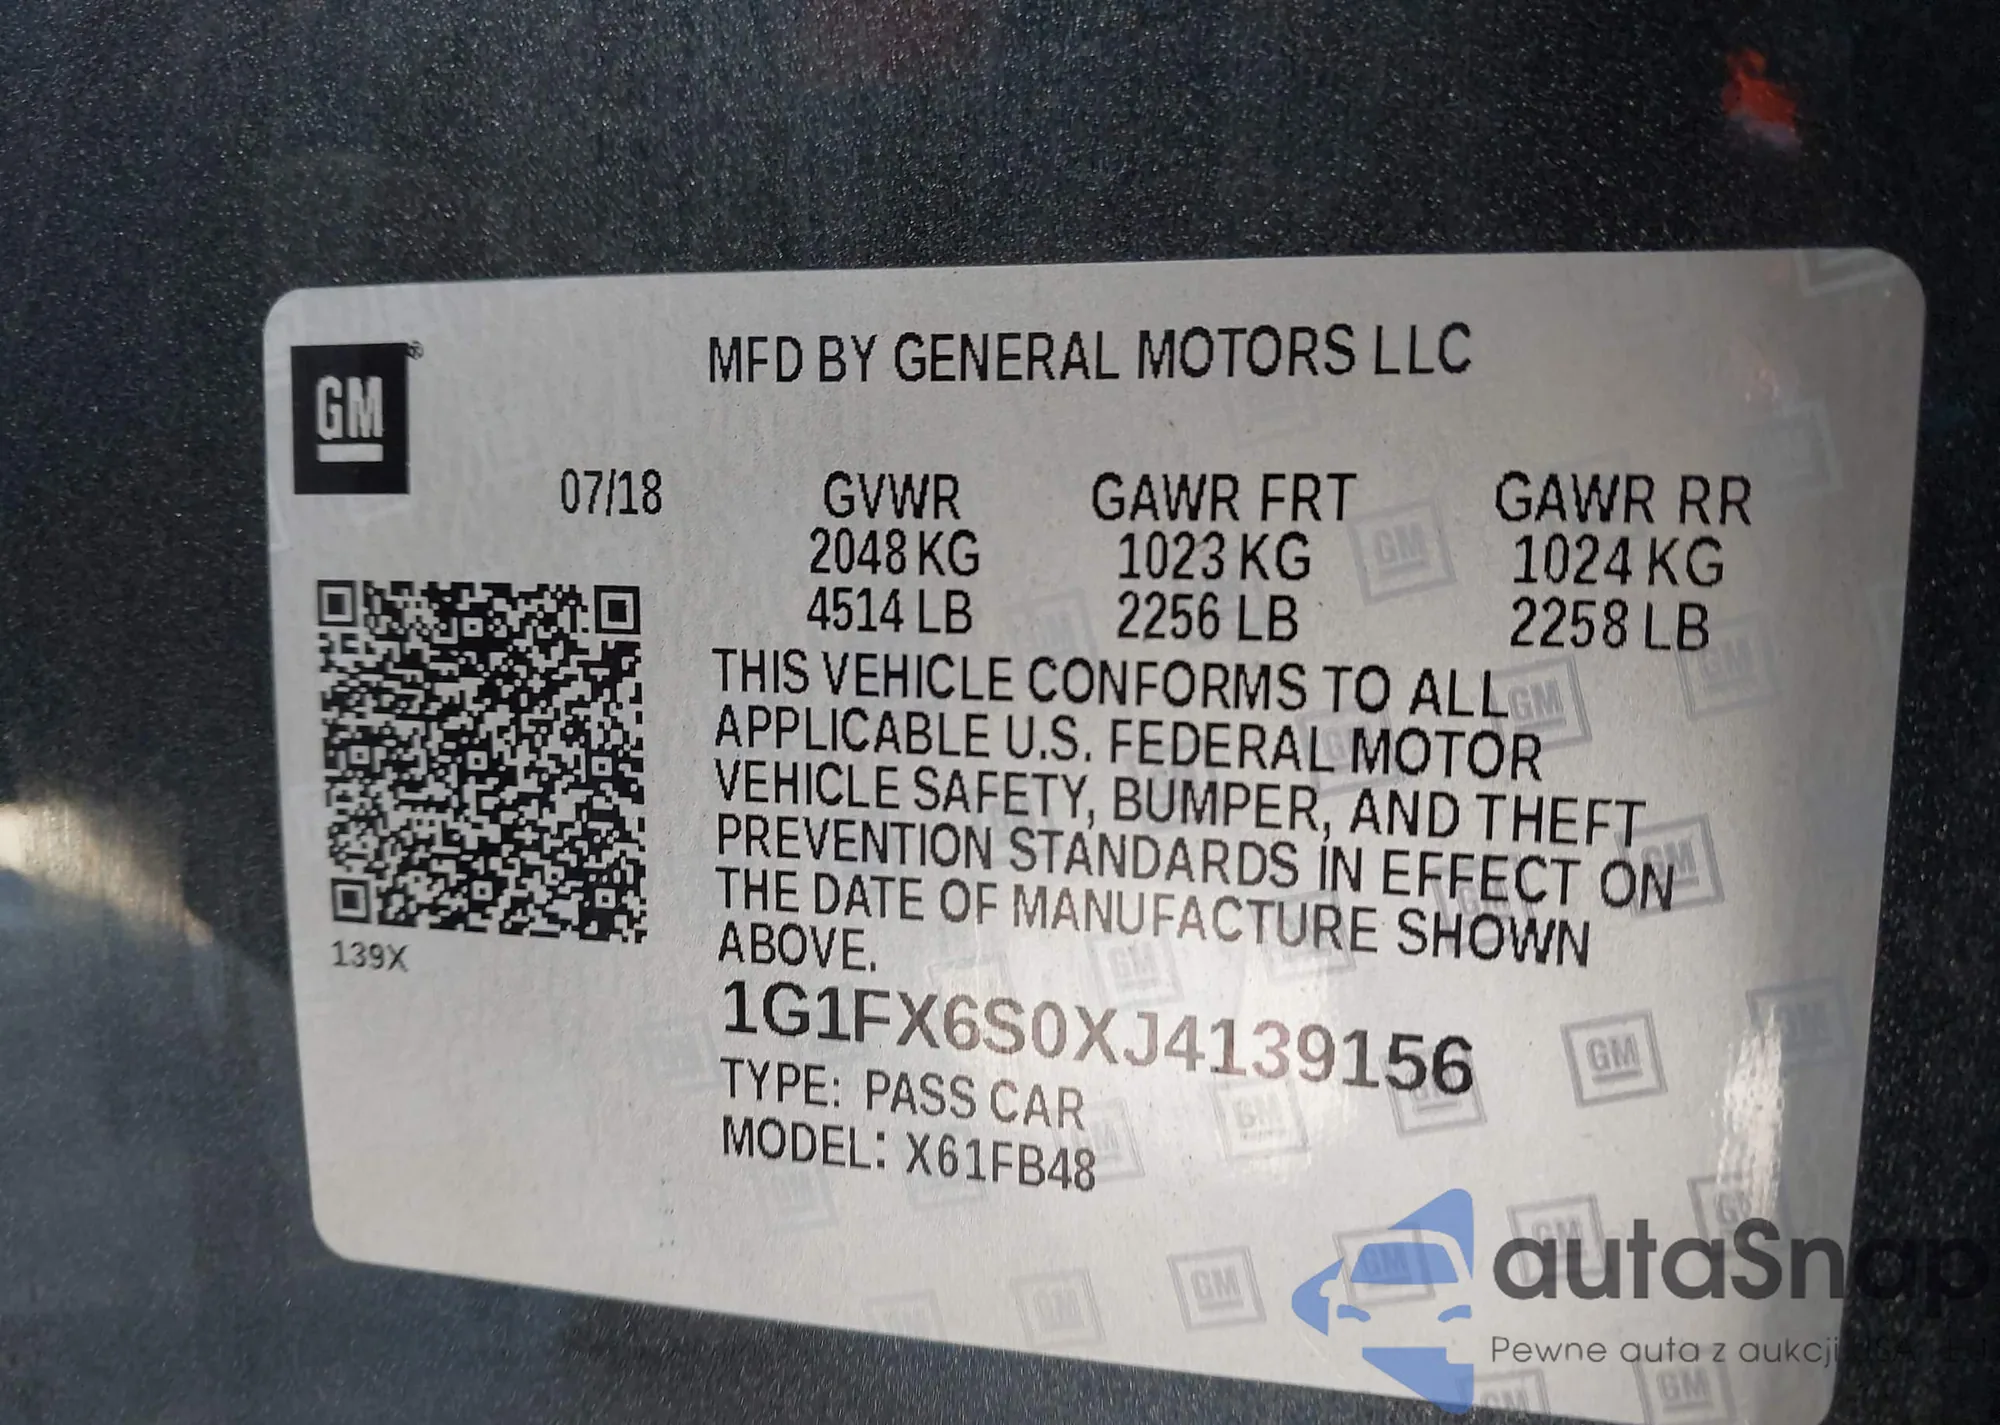 MFD BY GENERAL MOTORS LLC
GM
07/18 GVWR GAWR FRT GAWR RR
2048 KG 1023 KG 1024 KG
4514 LB 2256 LB 2258 LB
THIS VEHICLE CONFORMS TO ALL
APPLICABLE U.S. FEDERAL MOTOR
VEHICLE SAFETY, BUMPER, AND THEFT
PREVENTION STANDARDS IN EFFECT ON
THE DATE OF MANUFACTURE SHOWN
ABOVE.
139X
1G1FX6S0XJ4139156
TYPE: PASS CAR
MODEL: X61FB48
autaSnap
Pewne auta z aukcji